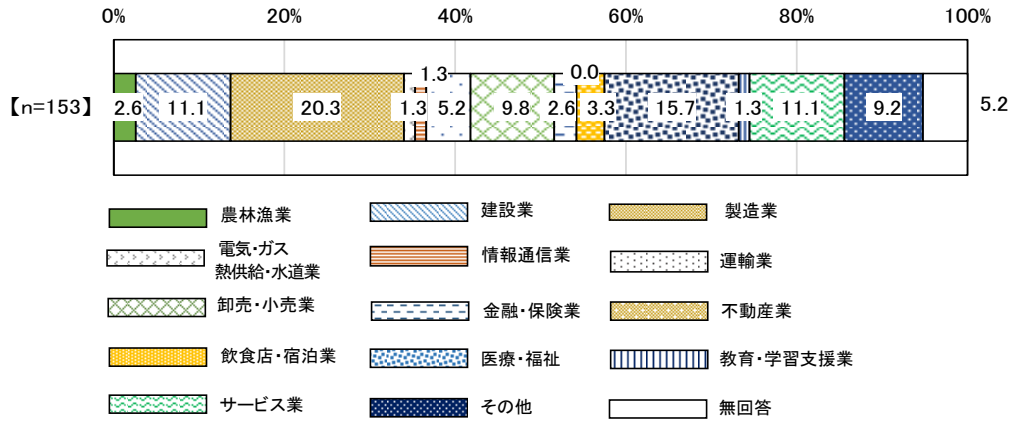 0% 20% 40% 60% 80% 100%
1.3 0.0
【n=153】 2.6 11.1 20.3 1.3 5.2 9.8 2.6 3.3 15.7 1.3 11.1 9.2 5.2
農林漁業 建設業 製造業
電気・ガス
熱供給・水道業 情報通信業 運輸業
卸売・小売業 金融・保険業 不動産業
飲食店・宿泊業 医療・福祉 教育・学習支援業
サービス業 その他 無回答